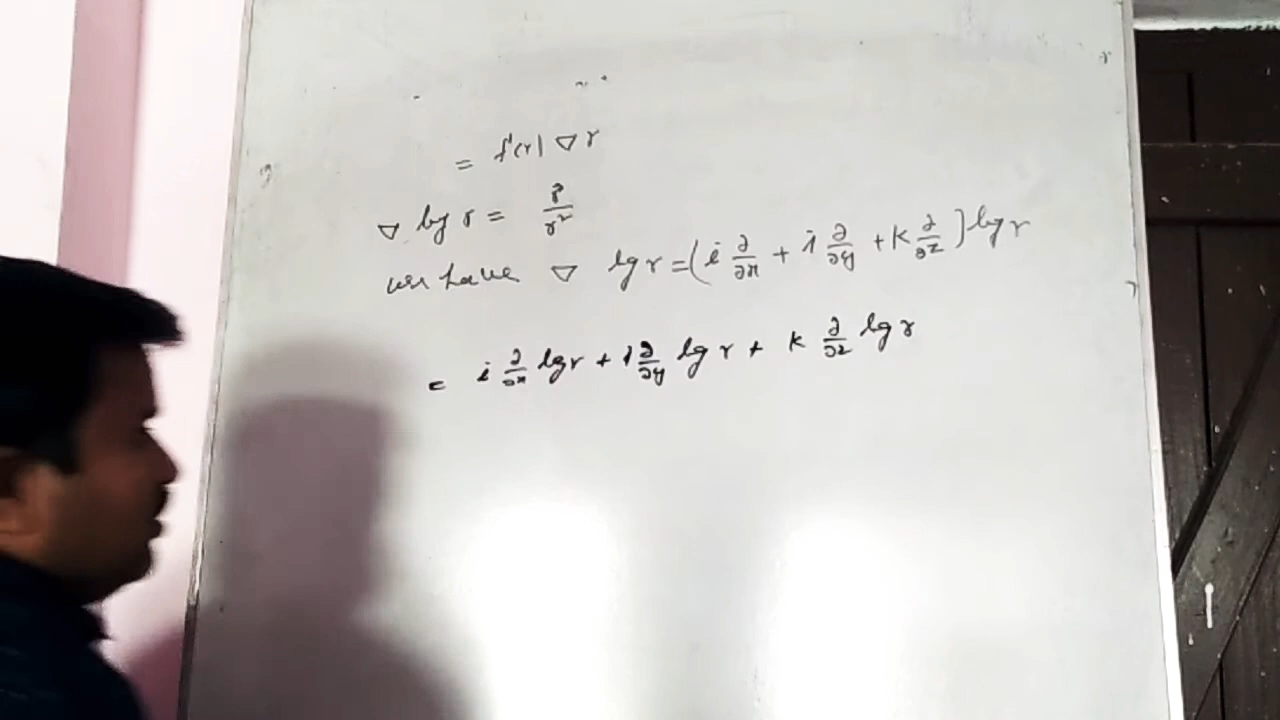 = f'(r) ∇ r
∇ log r = r̂/r²
we have ∇ log r = (i ∂/∂x + j ∂/∂y + k ∂/∂z) log r
= i ∂/∂x log r + j ∂/∂y log r + k ∂/∂z log r